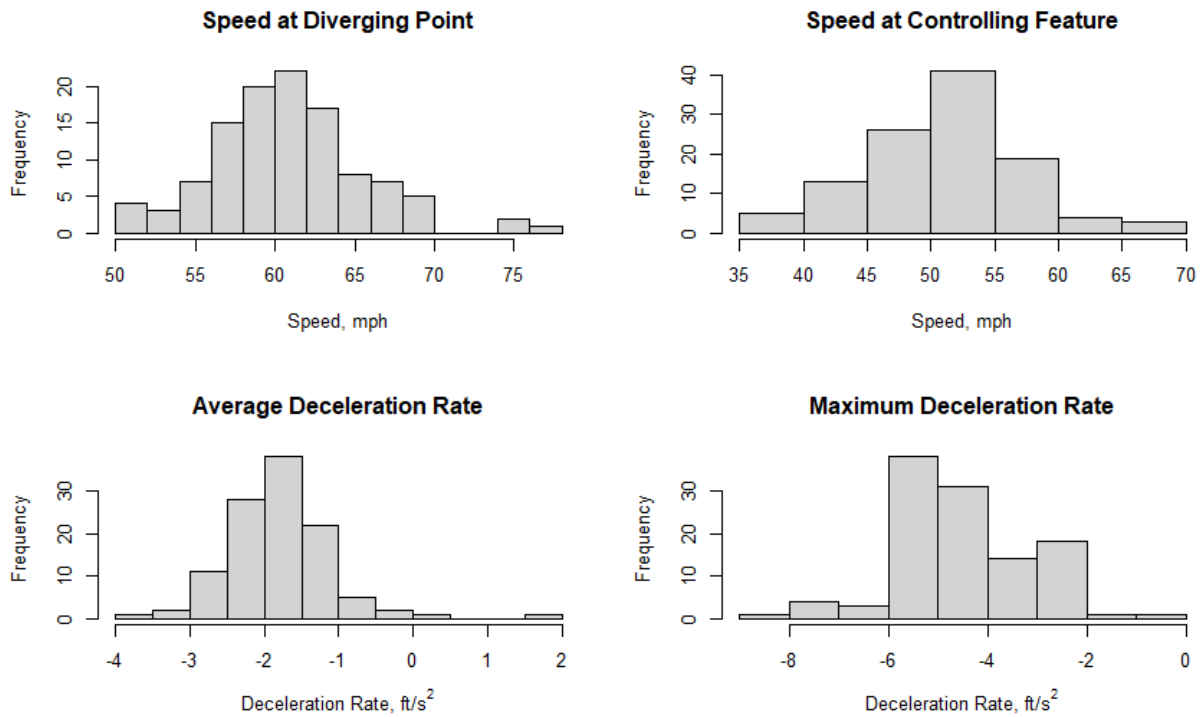 Speed at Diverging Point
Frequency
0 5 10 15 20
50 55 60 65 70 75
Speed, mph
Speed at Controlling Feature
Frequency
0 10 20 30 40
35 40 45 50 55 60 65 70
Speed, mph
Average Deceleration Rate
Frequency
0 10 20 30
-4 -3 -2 -1 0 1 2
Deceleration Rate, ft/s²
Maximum Deceleration Rate
Frequency
0 10 20 30
-8 -6 -4 -2 0
Deceleration Rate, ft/s²